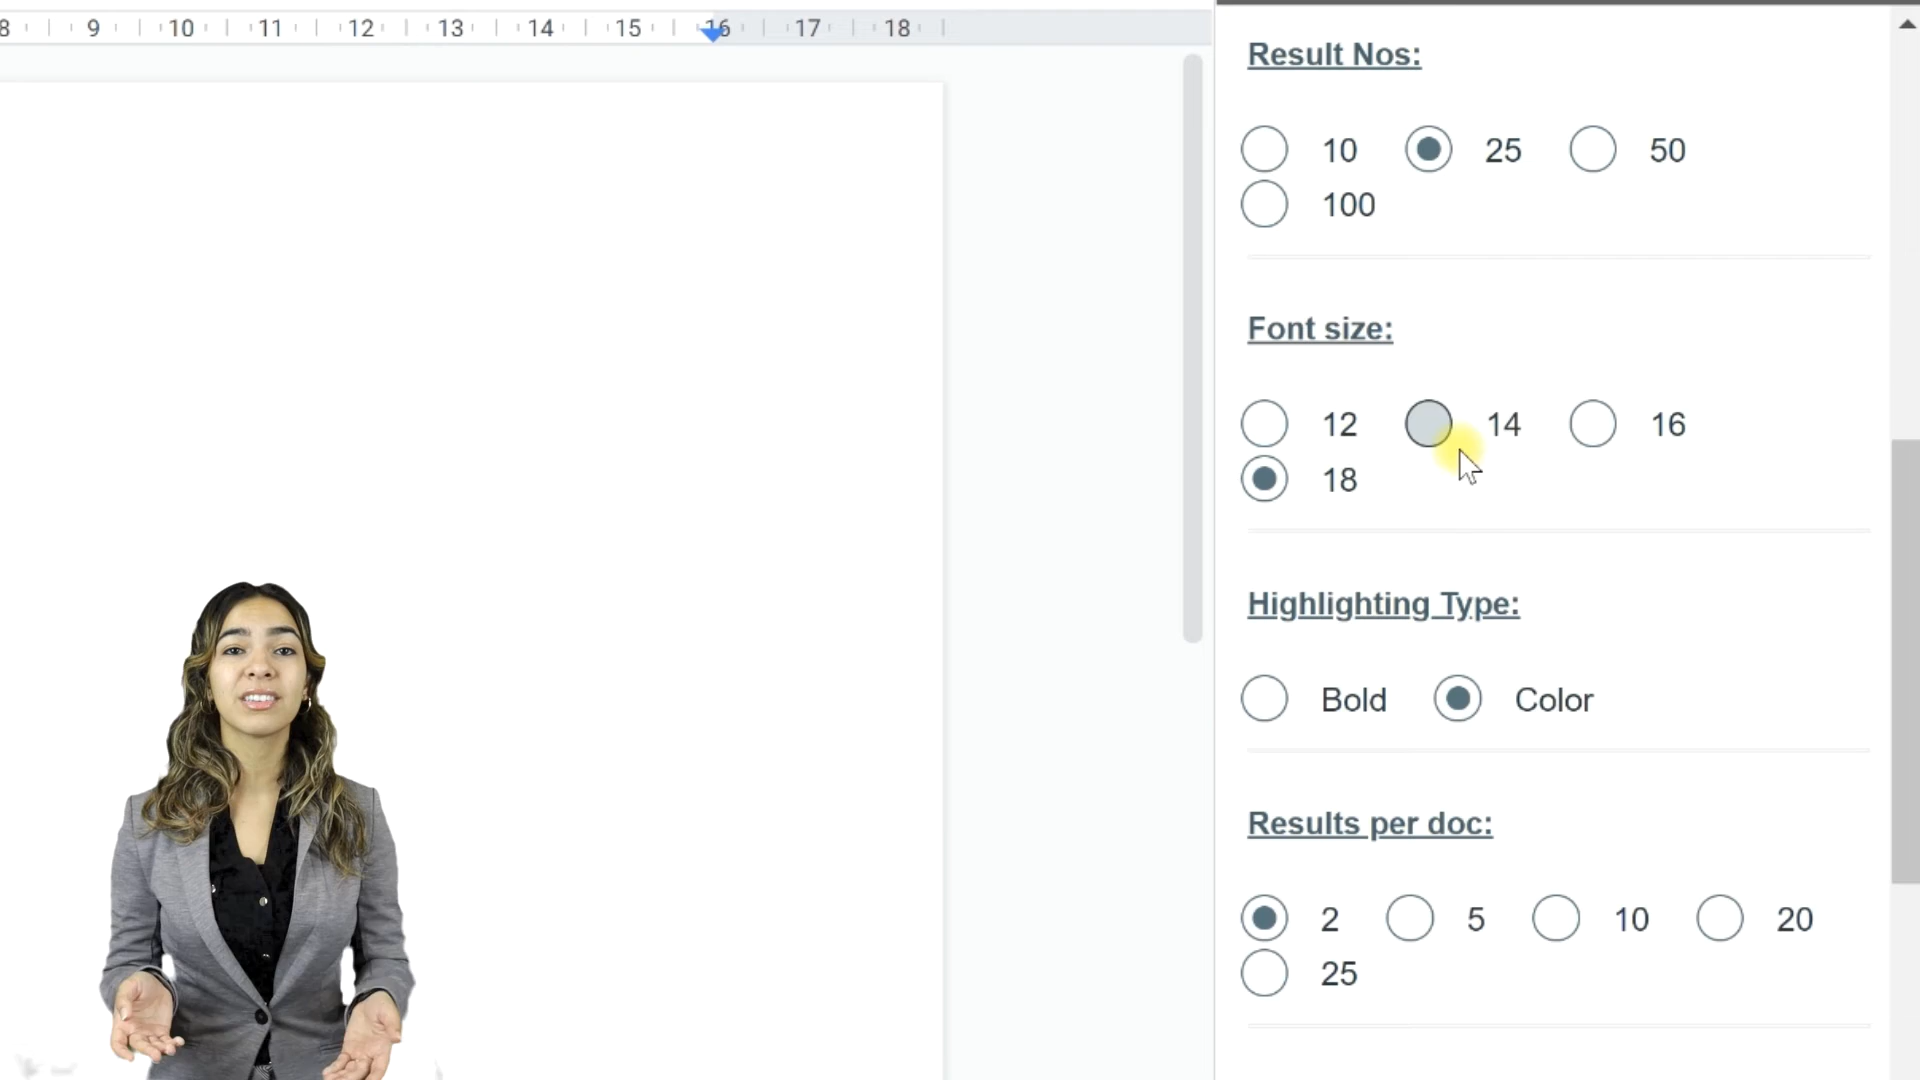 8 9 10 11 12 13 14 15 16 17 18
Result Nos:
10 25 50
100
Font size:
12 14 16
18
Highlighting Type:
Bold Color
Results per doc:
2 5 10 20
25